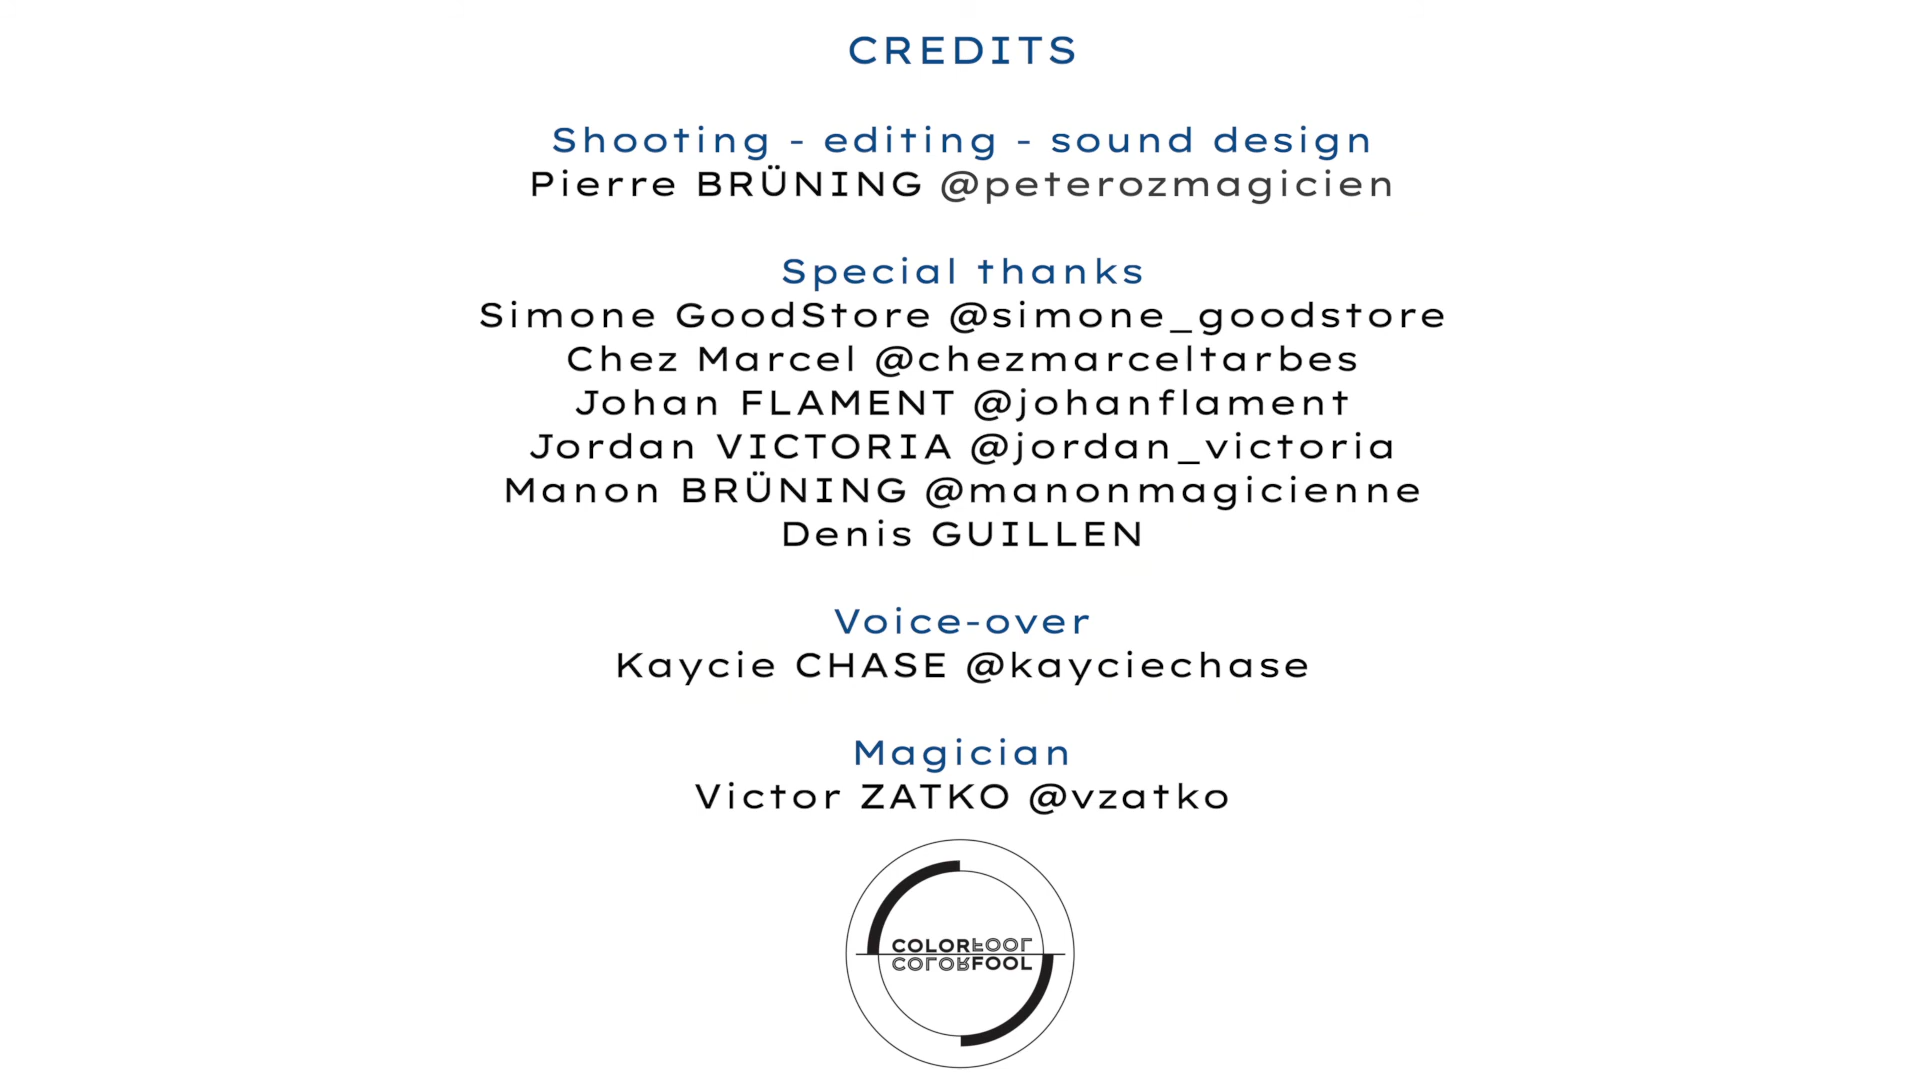 CREDITS
Shooting - editing - sound design
Pierre BRÜNING @peterozmagicien
Special thanks
Simone GoodStore @simone_goodstore
Chez Marcel @chezmarceltarbes
Johan FLAMENT @johanflament
Jordan VICTORIA @jordan_victoria
Manon BRÜNING @manonmagicienne
Denis GUILLEN
Voice-over
Kaycie CHASE @kayciechase
Magician
Victor ZATKO @vzatko
COLORFOOL
COLORFOOL